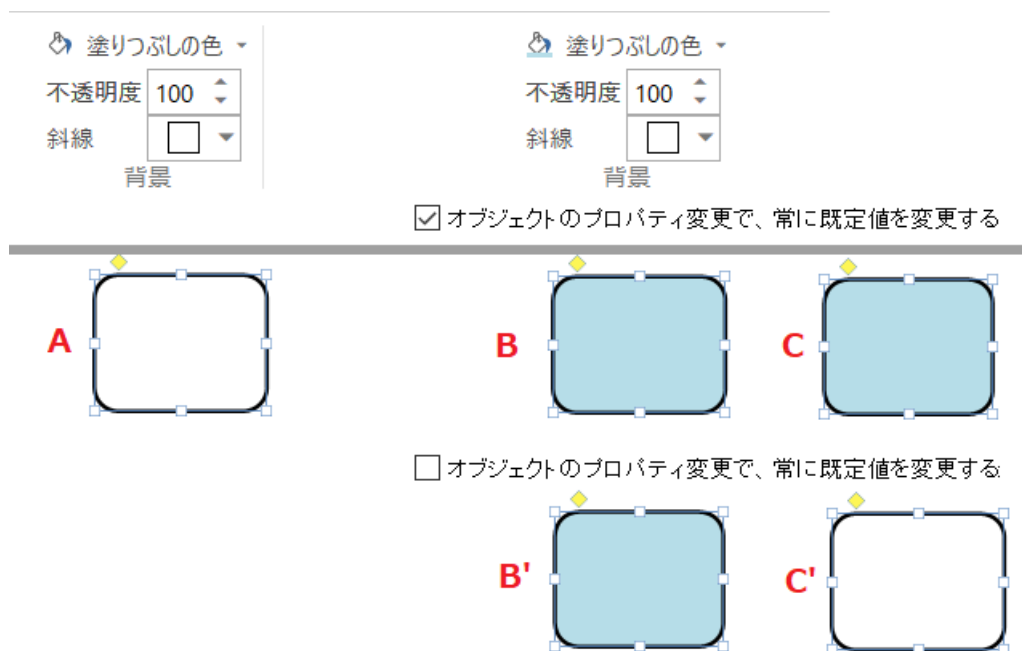 塗りつぶしの色
不透明度 100
斜線
背景
塗りつぶしの色
不透明度 100
斜線
背景
オブジェクトのプロパティ変更で、常に既定値を変更する
A
B
C
オブジェクトのプロパティ変更で、常に既定値を変更する
B'
C'